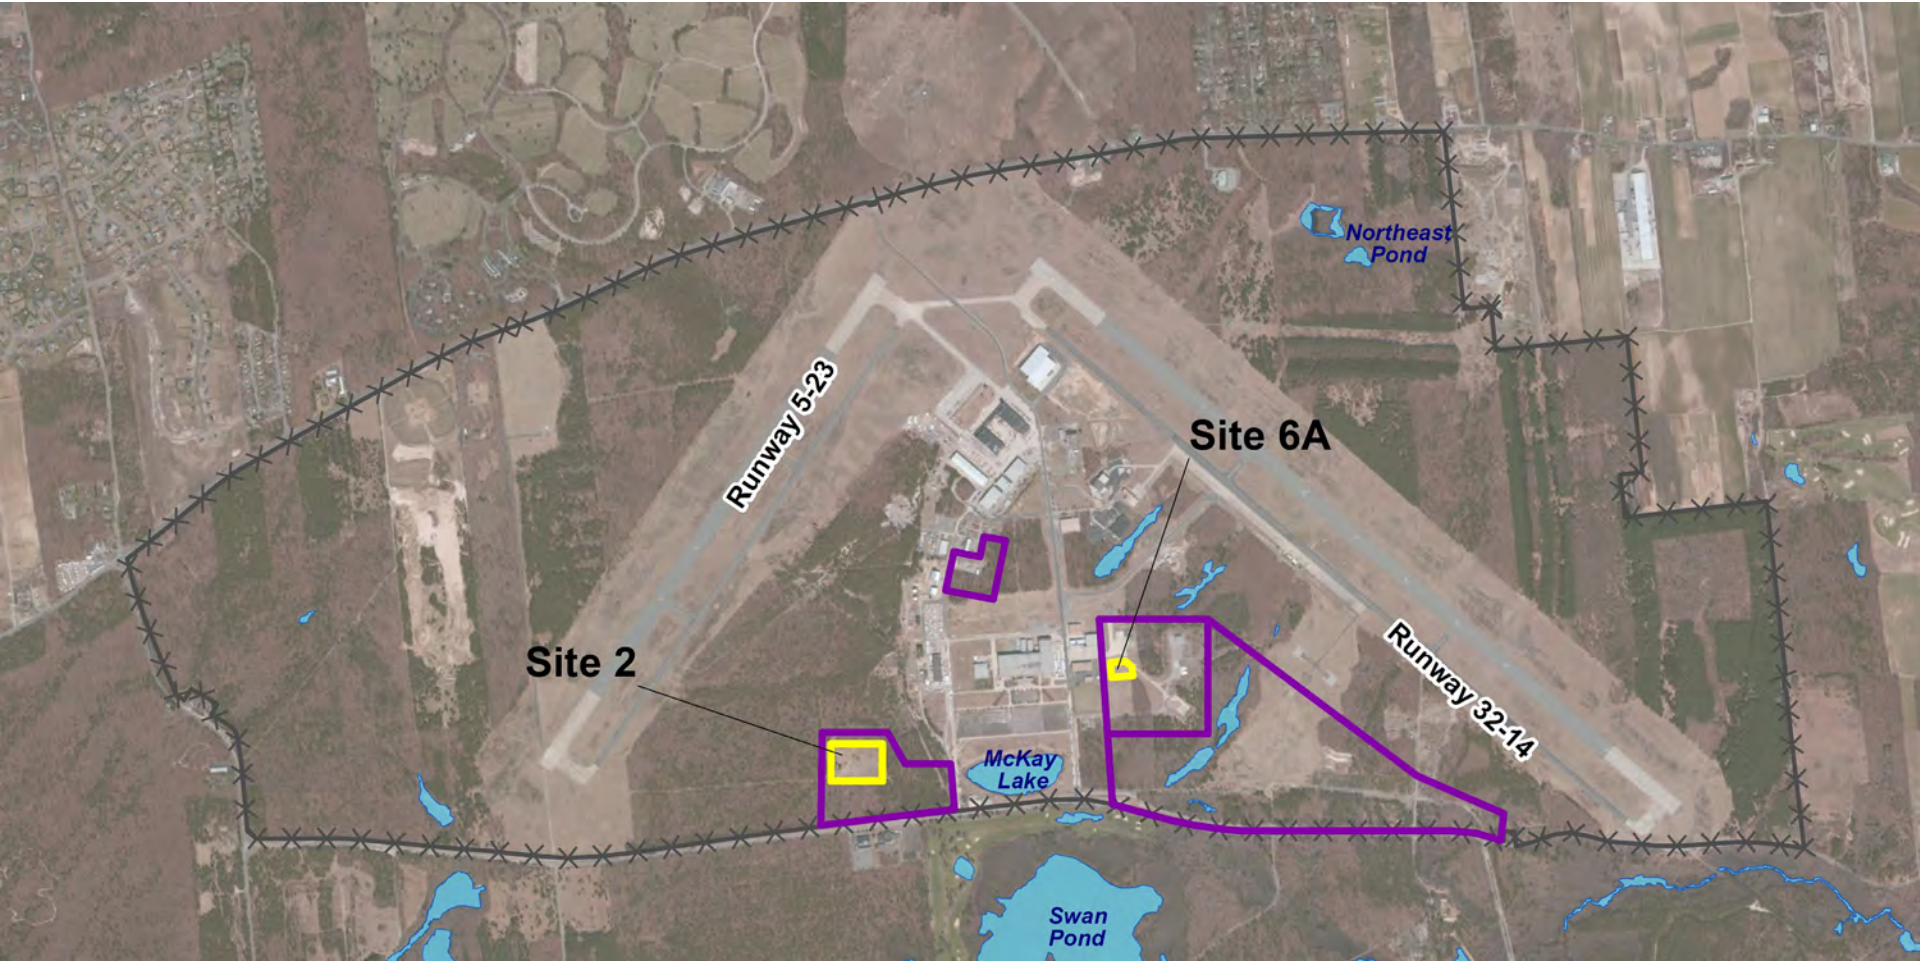 Northeast
Pond
Runway 5-23
Site 6A
Site 2
Runway 32-14
McKay
Lake
Swan
Pond